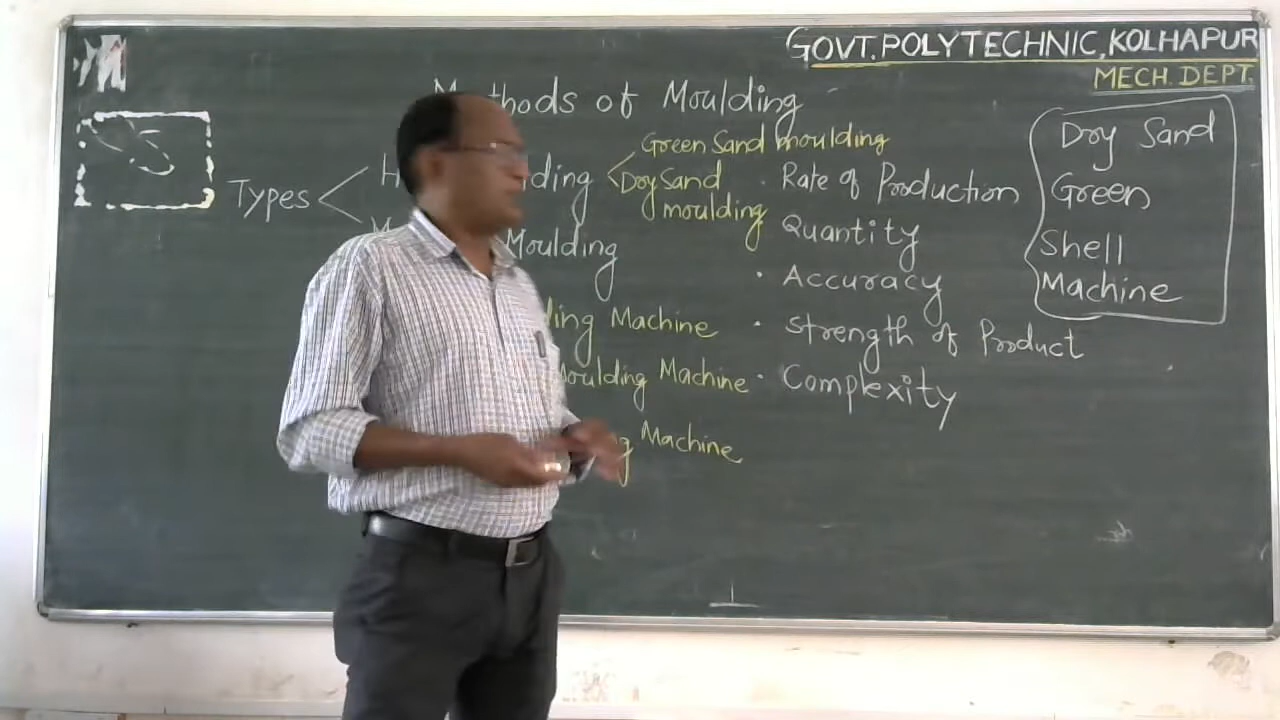 GOVT. POLYTECHNIC, KOLHAPUR
MECH. DEPT.
Methods of Moulding
Types
Green Sand moulding
Dry Sand
moulding
Moulding
Machine
Moulding Machine
Machine
· Rate of Production
Quantity
· Accuracy
· Strength of Product
· Complexity
Dry Sand
Green
Shell
Machine